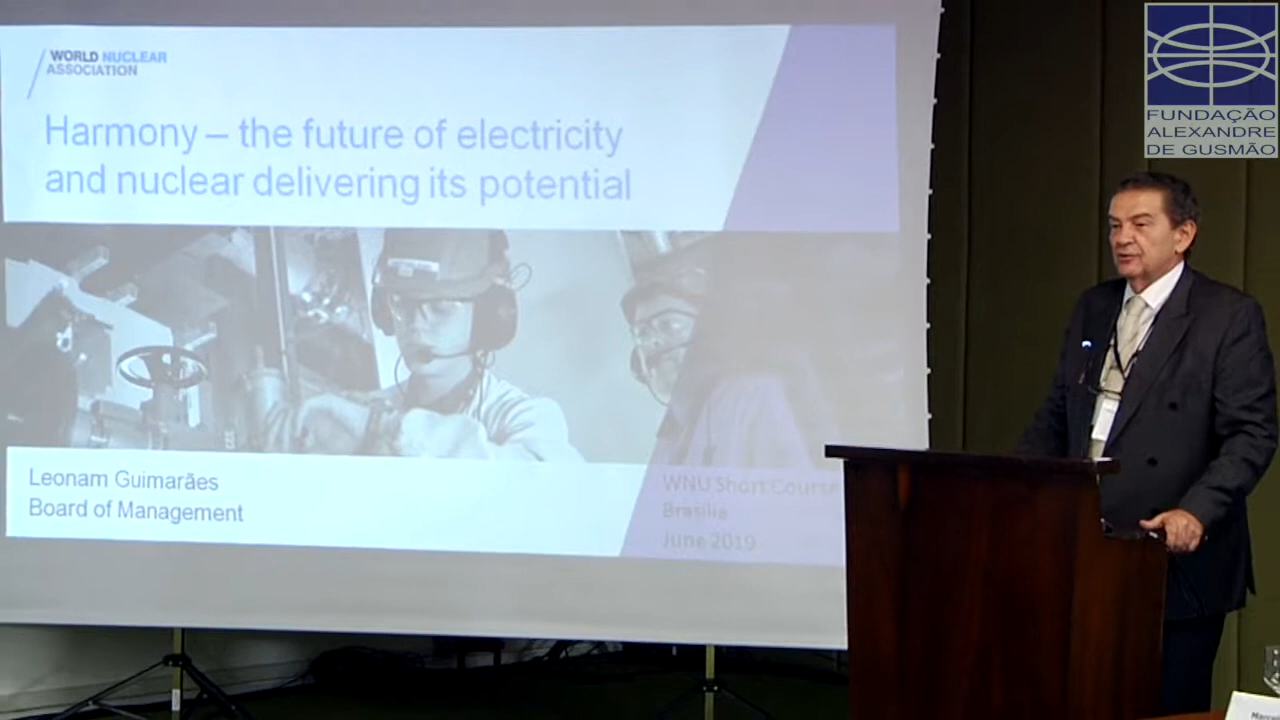 WORLD NUCLEAR
ASSOCIATION
Harmony – the future of electricity
and nuclear delivering its potential
Leonam Guimarães
Board of Management
WNU Short Course
Brasilia
June 2019
FUNDAÇÃO
ALEXANDRE
DE GUSMÃO